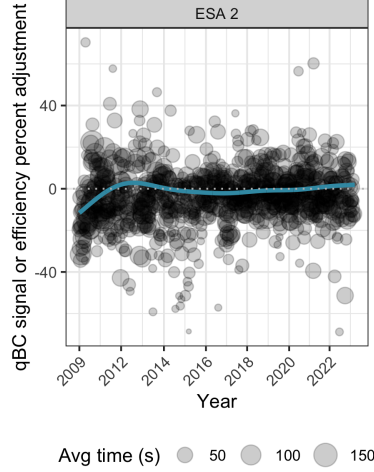 ESA 2
qBC signal or efficiency percent adjustment
40
0
-40
2009 2012 2014 2016 2018 2020 2022
Year
Avg time (s) 50 100 150